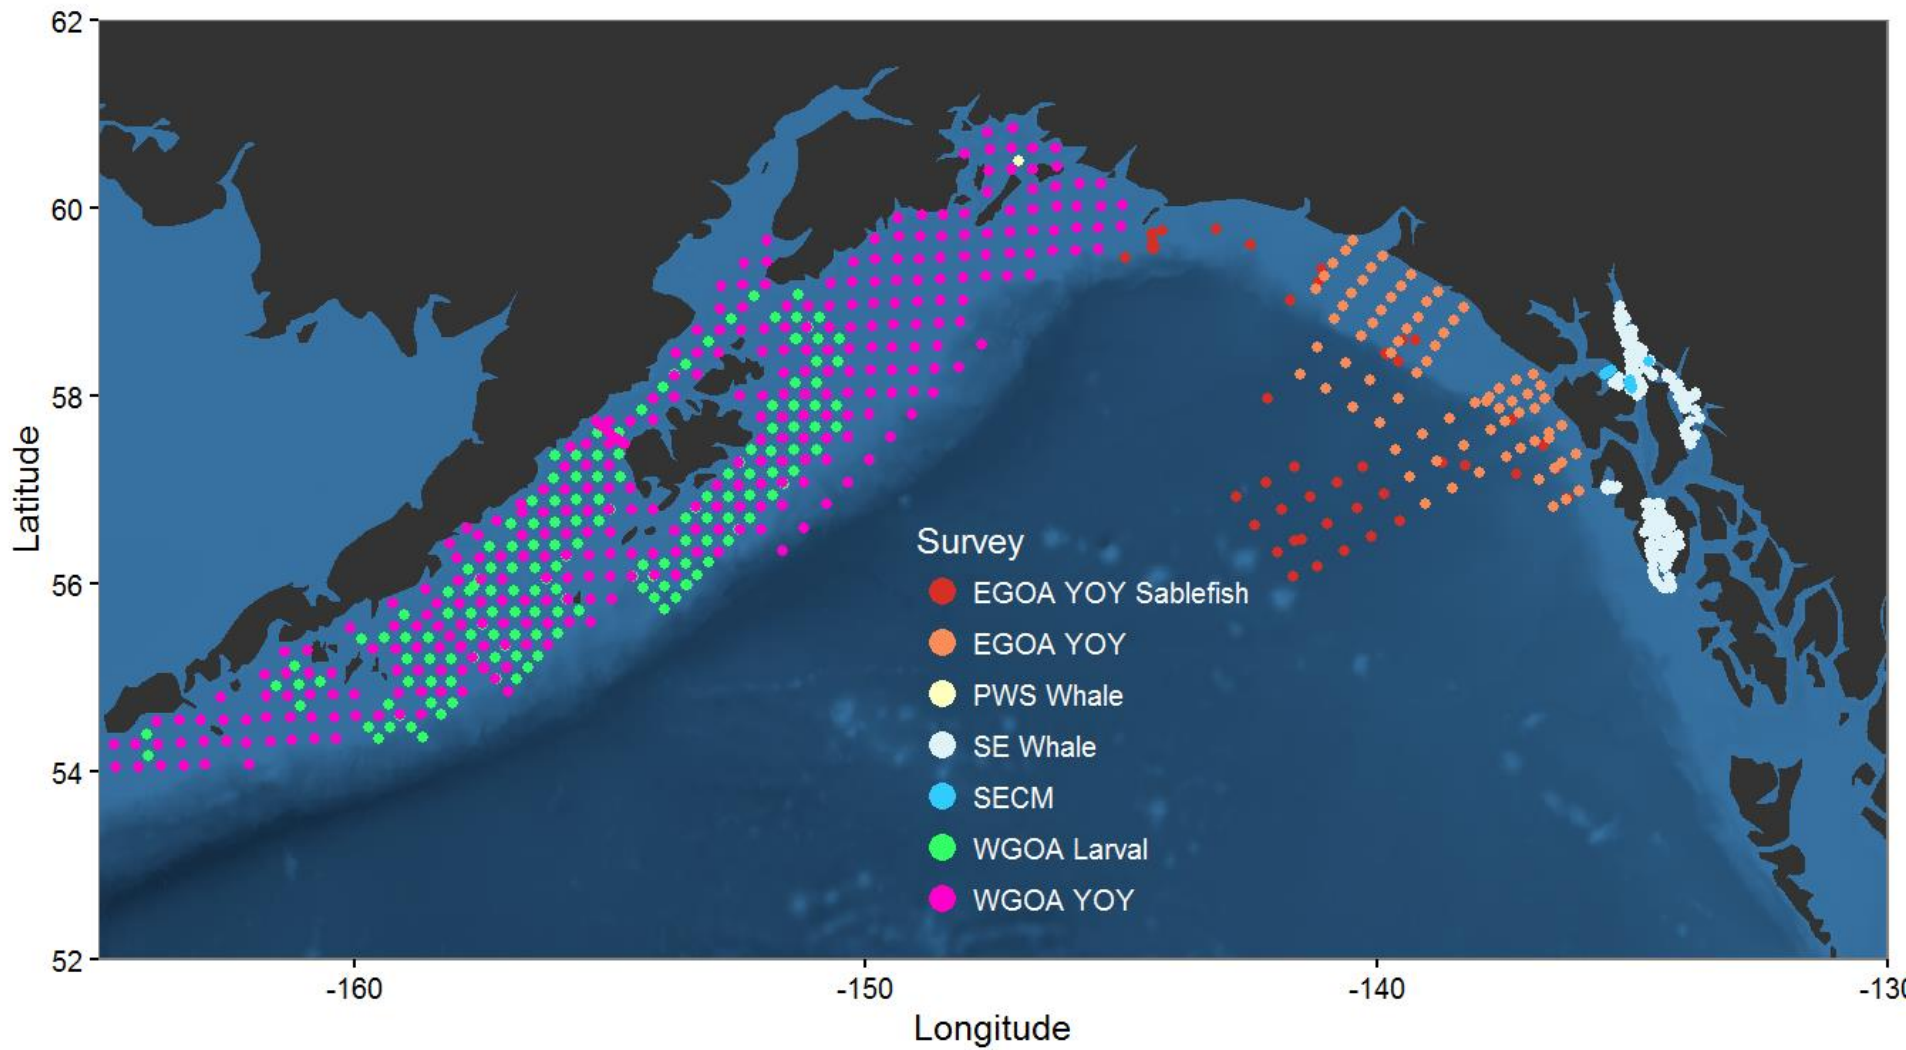 62
60
58
56
54
52
Latitude
Survey
EGOA YOY Sablefish
EGOA YOY
PWS Whale
SE Whale
SECM
WGOA Larval
WGOA YOY
-160
-150
-140
-130
Longitude